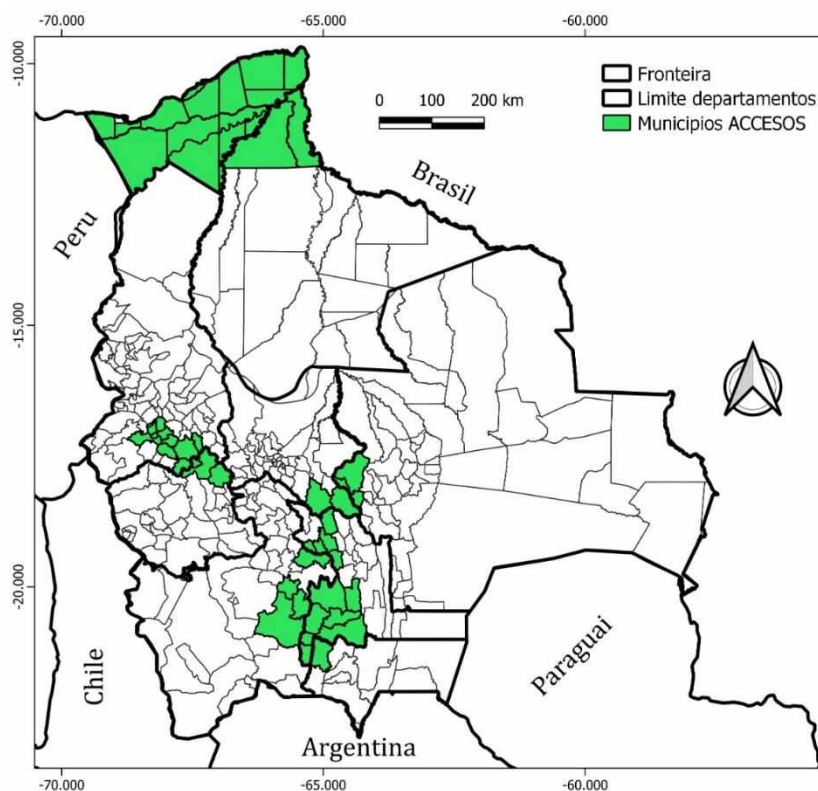 -70.000 -65.000 -60.000
-10.000
Fronteira
Limite departamentos
Municipios ACCESOS
0 100 200 km
Brasil
Peru
-15.000
-20.000
Chile
Paraguai
Argentina
-70.000 -65.000 -60.000